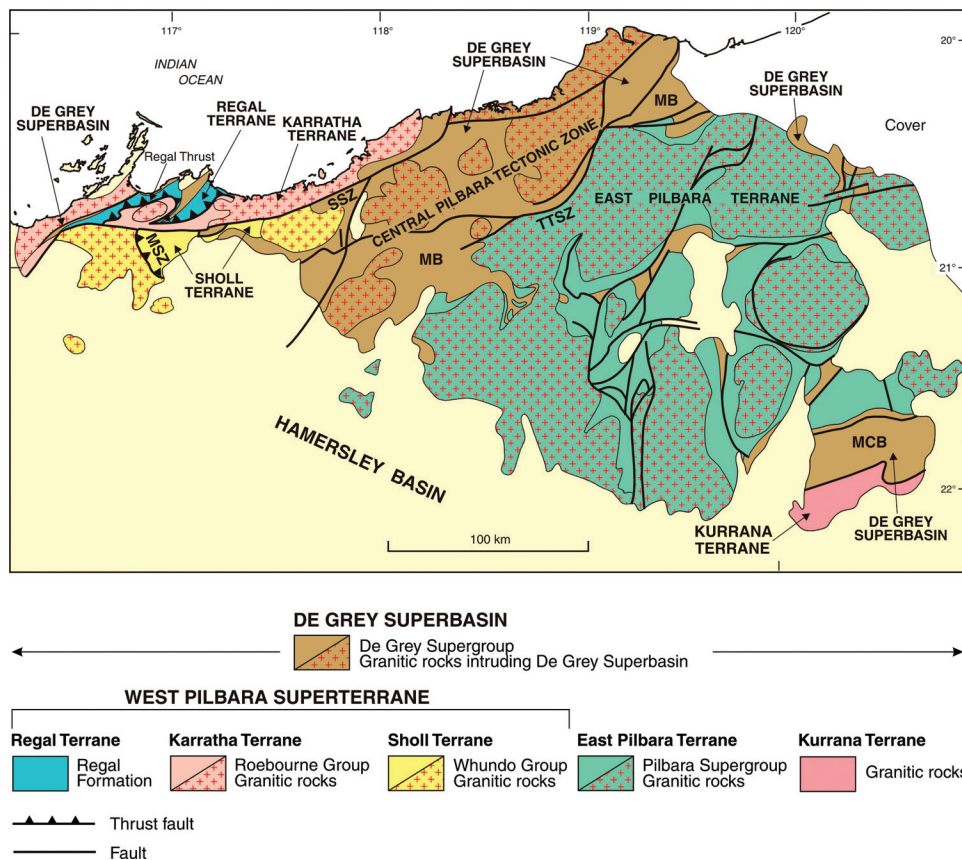 117°
118°
119°
120°
20°
INDIAN
OCEAN
DE GREY
SUPERBASIN
MB
DE GREY
SUPERBASIN
Cover
DE GREY
SUPERBASIN
REGAL
TERRANE
KARRATHA
TERRANE
Regal Thrust
SSZ
CENTRAL PILBARA TECTONIC ZONE
EAST PILBARA TERRANE
TTSZ
MSZ
SHOLL
TERRANE
MB
21°
HAMERSLEY BASIN
MCB
22°
KURRANA
TERRANE
DE GREY
SUPERBASIN
100 km
DE GREY SUPERBASIN
De Grey Supergroup
Granitic rocks intruding De Grey Superbasin
WEST PILBARA SUPERTERRANE
Regal Terrane
Karratha Terrane
Sholl Terrane
East Pilbara Terrane
Kurrana Terrane
Regal
Formation
Roebourne Group
Granitic rocks
Whundo Group
Granitic rocks
Pilbara Supergroup
Granitic rocks
Granitic rocks
Thrust fault
Fault